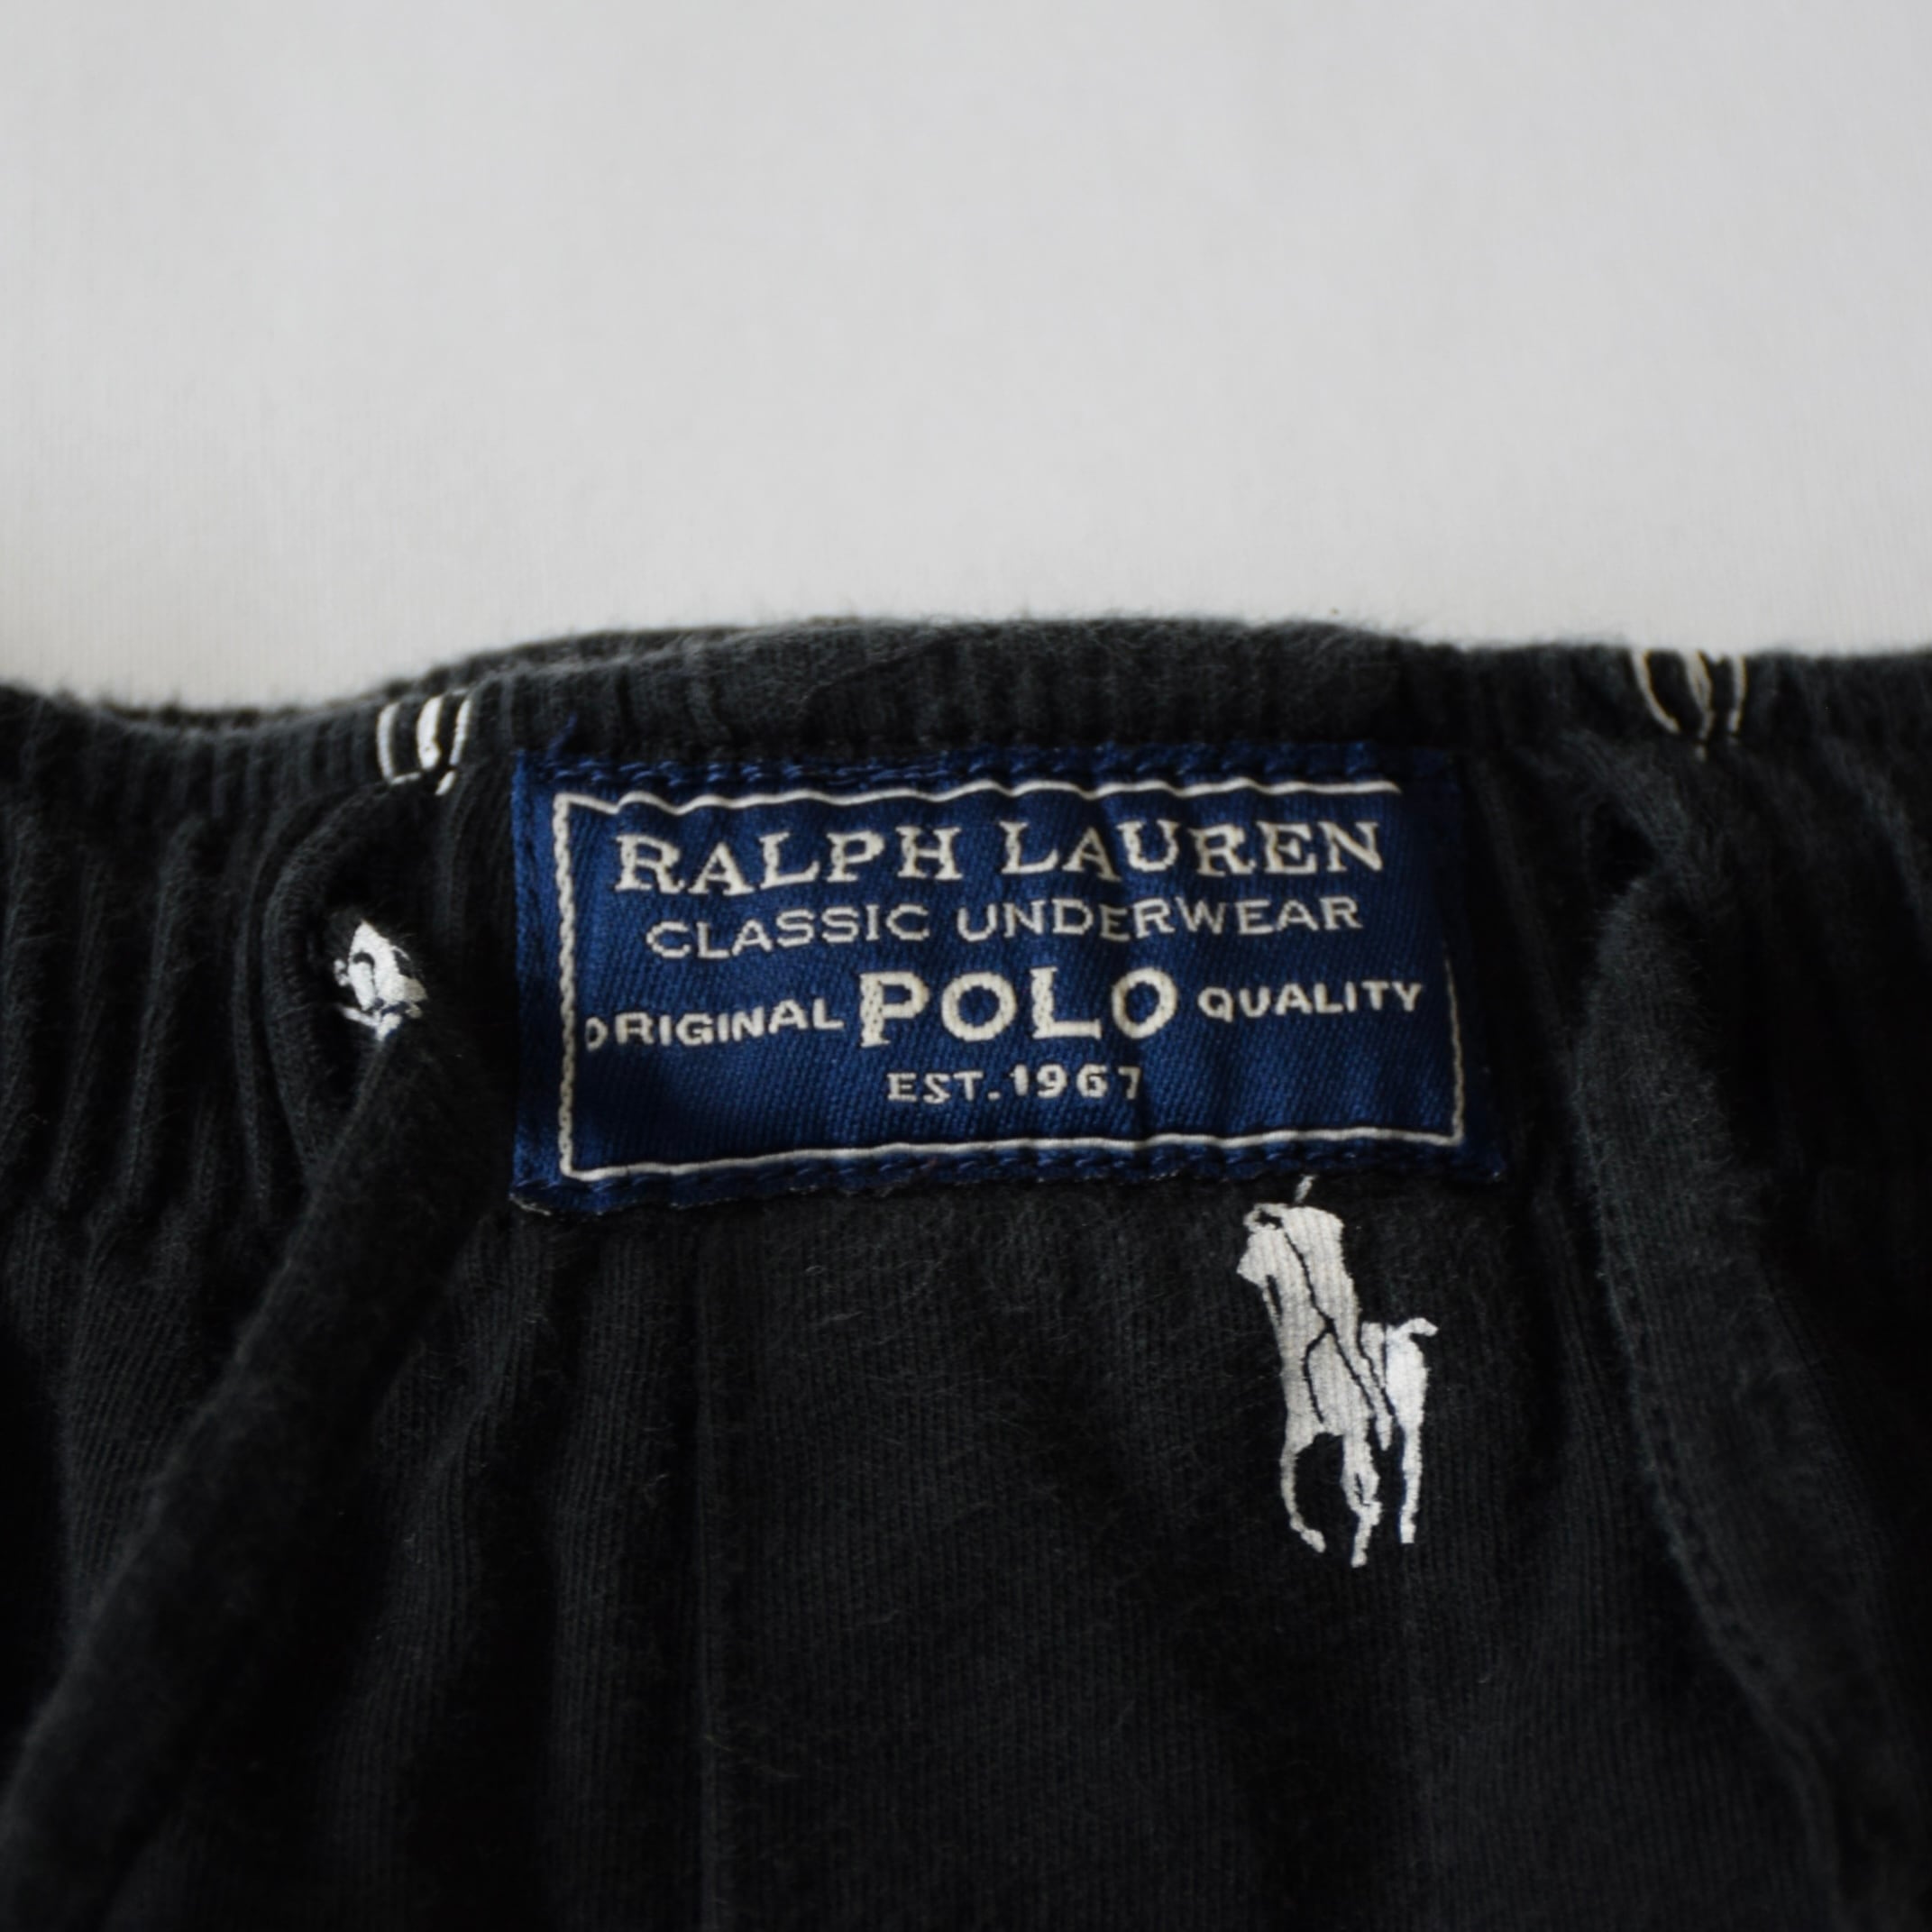 RALPH LAUREN
CLASSIC UNDERWEAR
ORIGINAL POLO QUALITY
EST. 1967